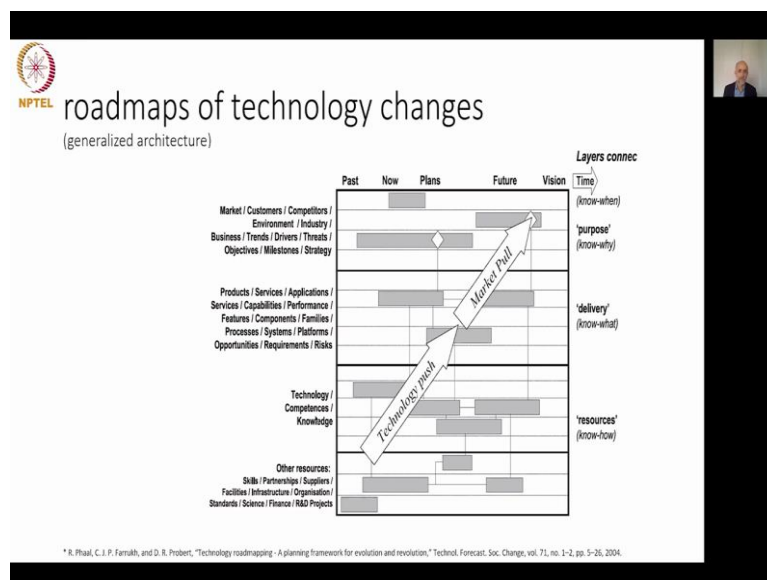 NPTEL
roadmaps of technology changes
(generalized architecture)
Layers connec
Past Now Plans Future Vision Time
(know-when)
Market / Customers / Competitors /
Environment / Industry /
Business / Trends / Drivers / Threats /
Objectives / Milestones / Strategy
'purpose'
(know-why)
Market Pull
Products / Services / Applications /
Services / Capabilities / Performance /
Features / Components / Families /
Processes / Systems / Platforms /
Opportunities / Requirements / Risks
'delivery'
(know-what)
Technology push
Technology /
Competences /
Knowledge
'resources'
(know-how)
Other resources:
Skills / Partnerships / Suppliers /
Facilities / Infrastructure / Organisation /
Standards / Science / Finance / R&D Projects
* R. Phaal, C. J. P. Farrukh, and D. R. Probert, "Technology roadmapping - A planning framework for evolution and revolution," Technol. Forecast. Soc. Change, vol. 71, no. 1–2, pp. 5–26, 2004.